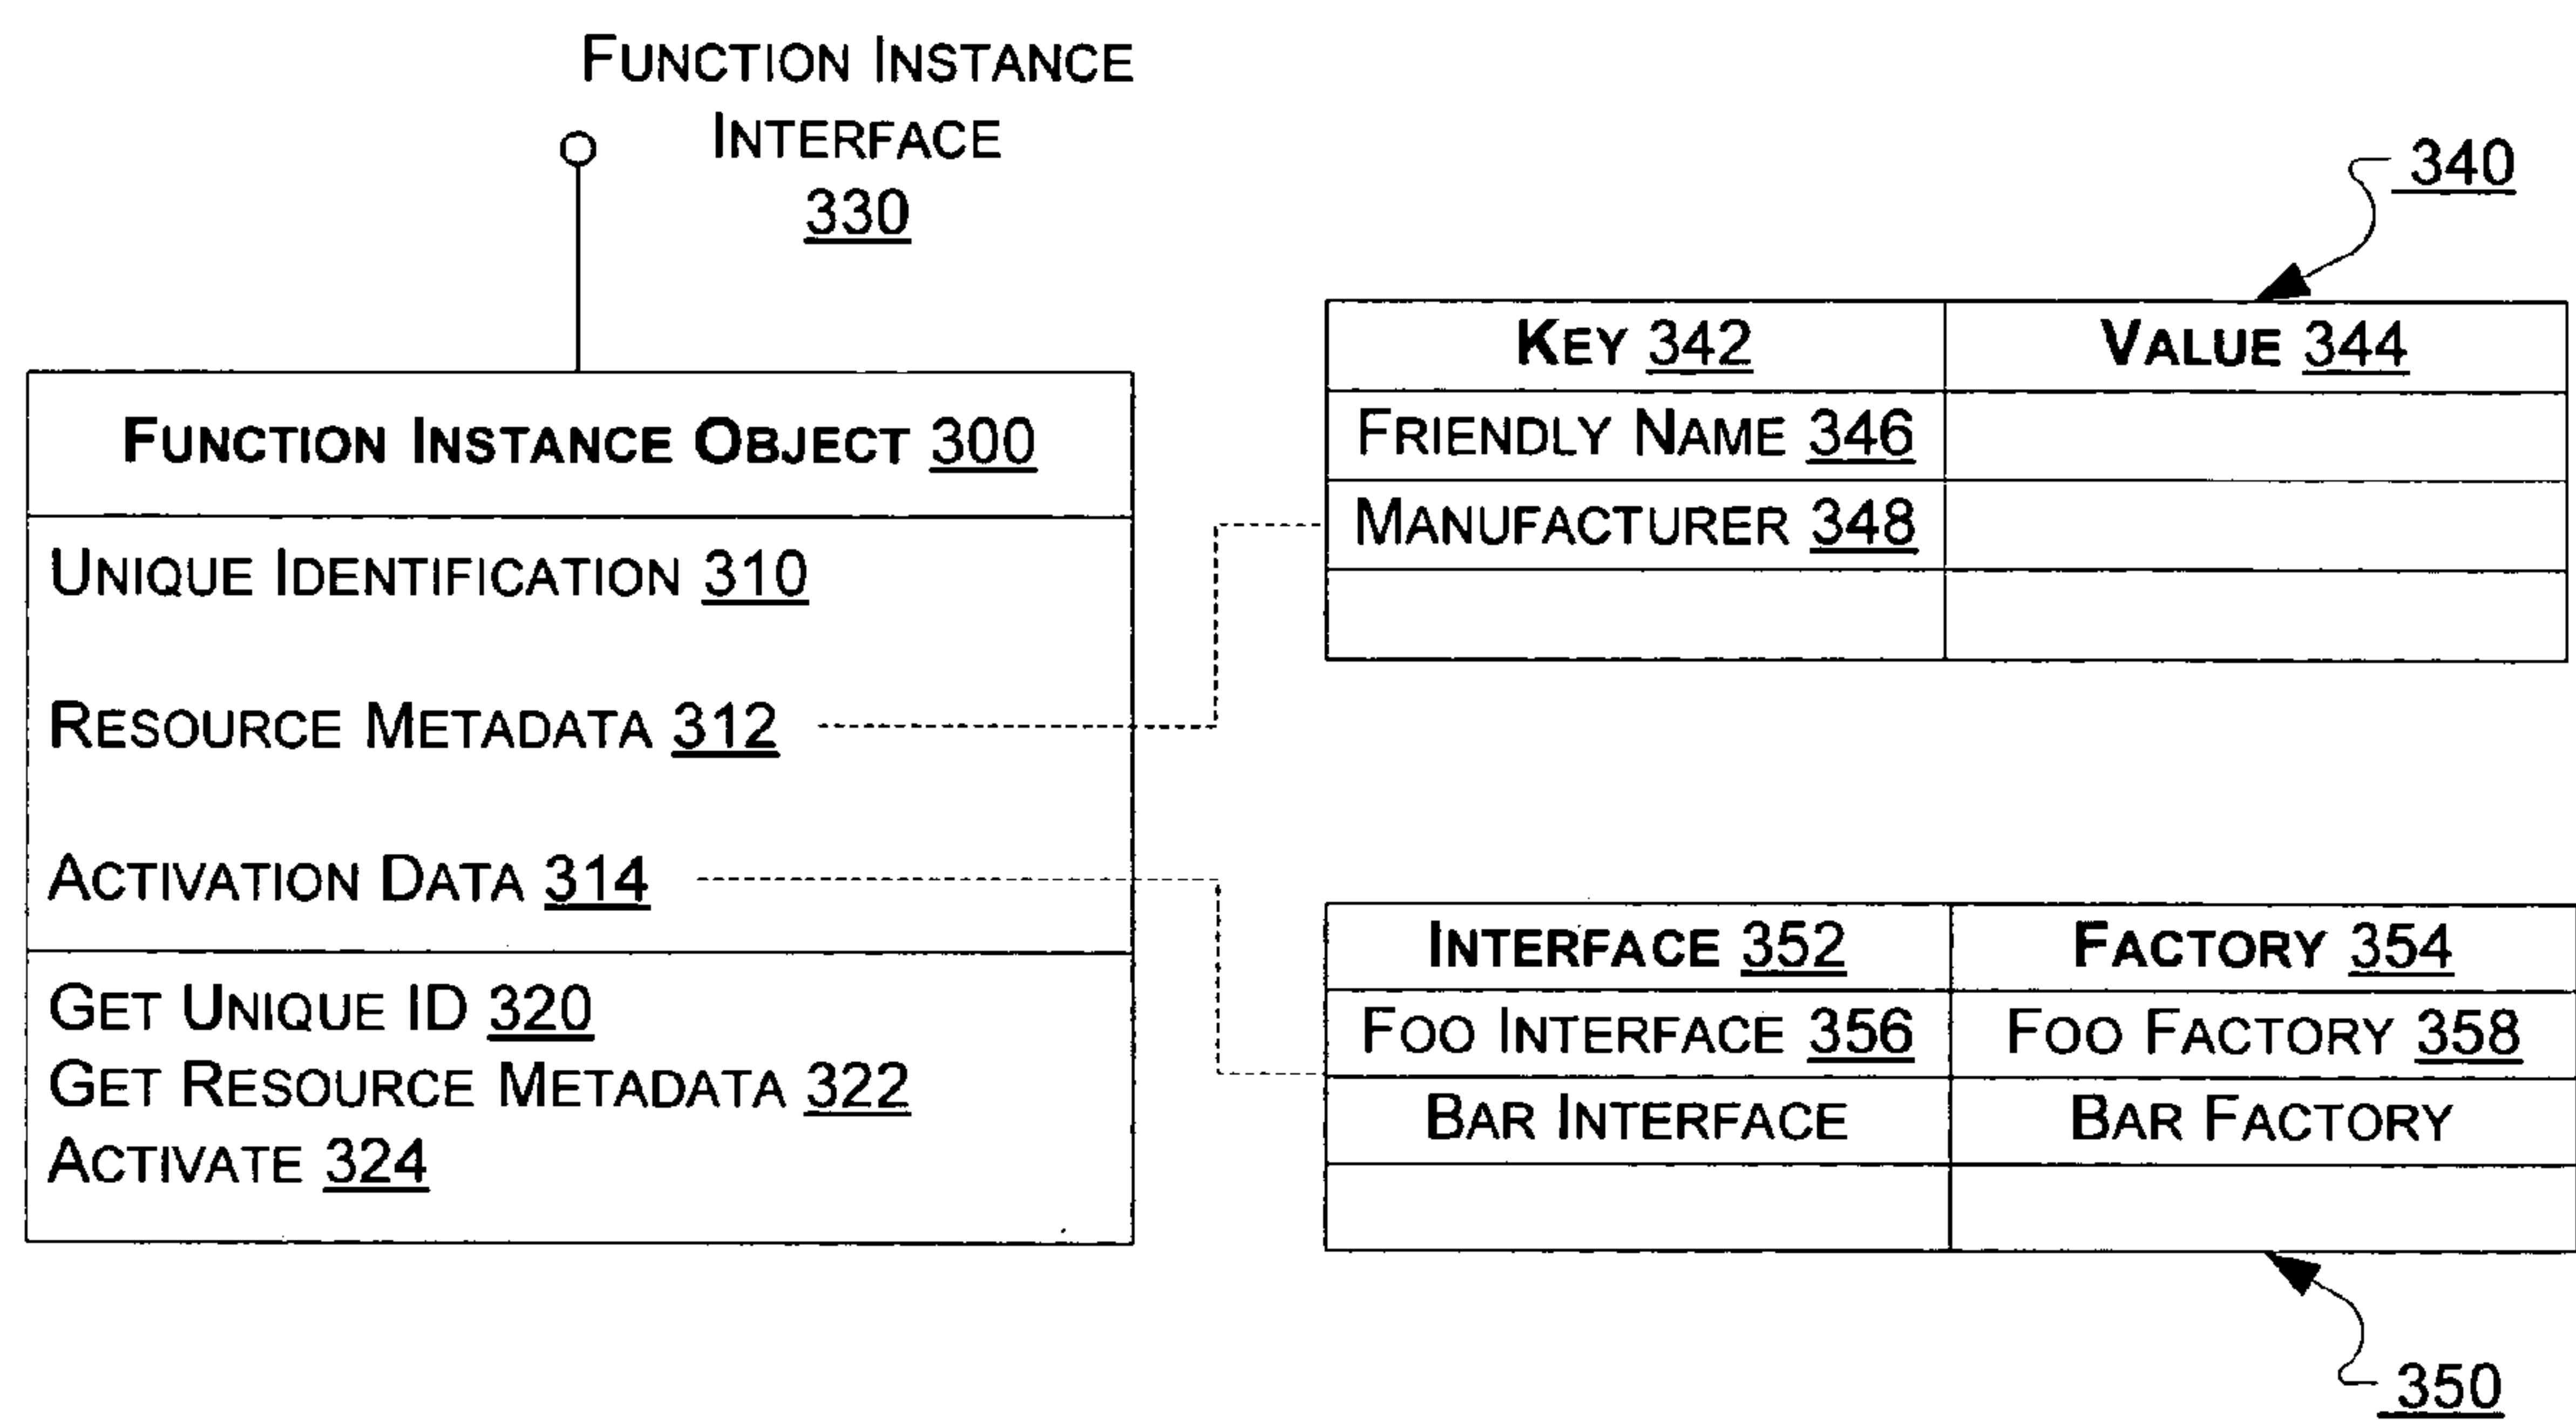 FUNCTION INSTANCE
INTERFACE
330
340
KEY 342 VALUE 344
FRIENDLY NAME 346
MANUFACTURER 348
FUNCTION INSTANCE OBJECT 300
UNIQUE IDENTIFICATION 310
RESOURCE METADATA 312
ACTIVATION DATA 314
GET UNIQUE ID 320
GET RESOURCE METADATA 322
ACTIVATE 324
INTERFACE 352 FACTORY 354
FOO INTERFACE 356 FOO FACTORY 358
BAR INTERFACE BAR FACTORY
350